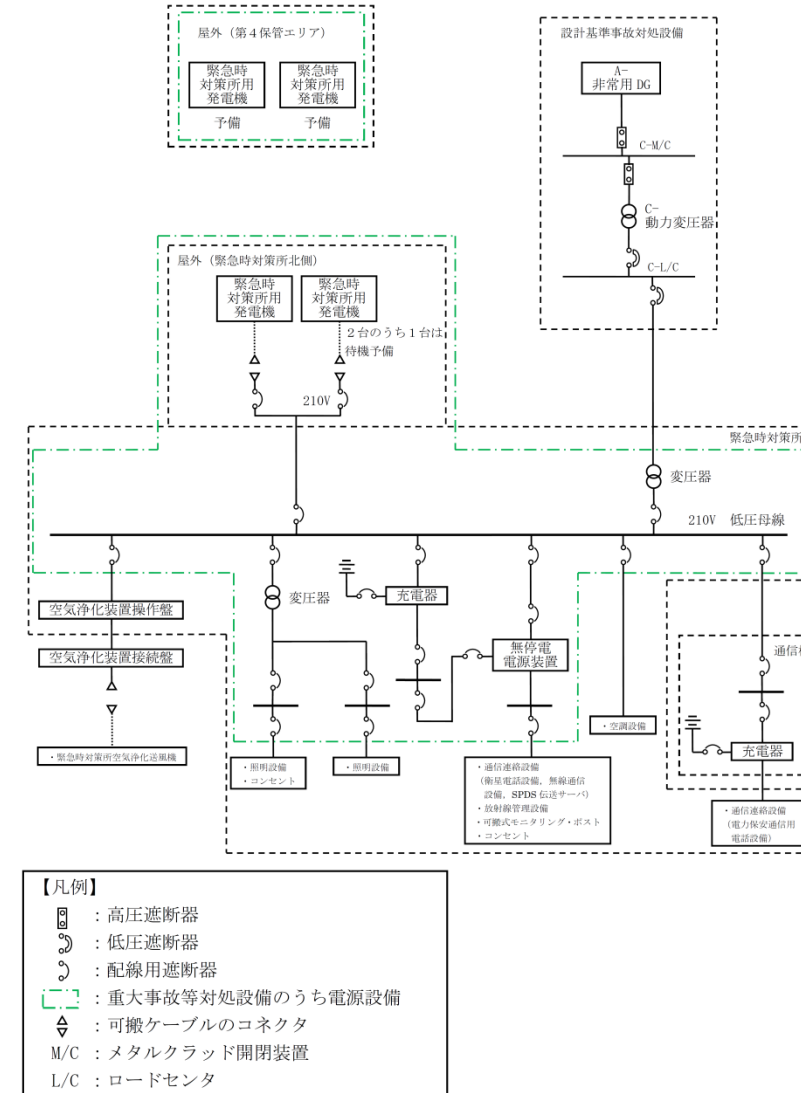 屋外（第４保管エリア）
緊急時
対策所用
発電機
緊急時
対策所用
発電機
予備
予備
設計基準事故対処設備
A-
非常用 DG
C-M/C
C-
動力変圧器
C-L/C
屋外（緊急時対策所北側）
緊急時
対策所用
発電機
緊急時
対策所用
発電機
２台のうち１台は
待機予備
210V
緊急時対策所
変圧器
210V 低圧母線
空気浄化装置操作盤
空気浄化装置接続盤
・緊急時対策所空気浄化送風機
変圧器
充電器
無停電
電源装置
通信機
充電器
・照明設備
・コンセント
・照明設備
・通信連絡設備
（衛星電話設備，無線通信
設備，SPDS 伝送サーバ）
・放射線管理設備
・可搬式モニタリング・ポスト
・コンセント
・空調設備
・通信連絡設備
（電力保安通信用
電話設備）
【凡例】
：高圧遮断器
：低圧遮断器
：配線用遮断器
：重大事故等対処設備のうち電源設備
：可搬ケーブルのコネクタ
M/C ：メタルクラッド開閉装置
L/C ：ロードセンタ